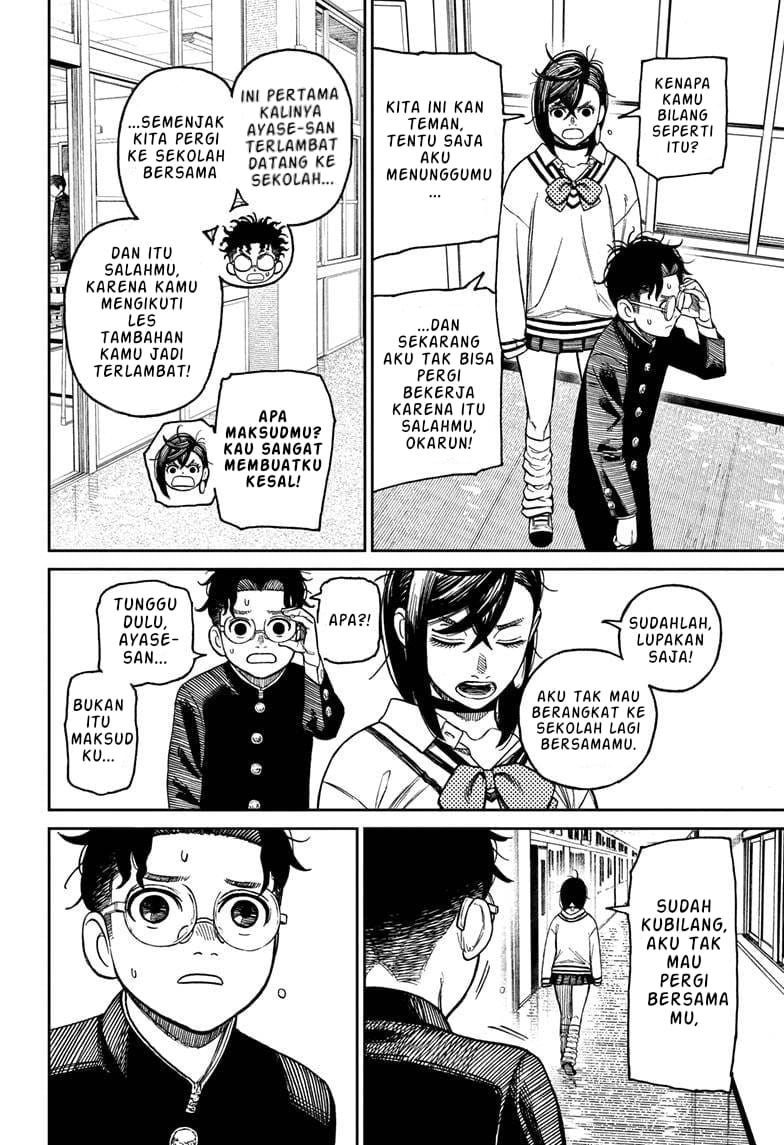 KENAPA
KAMU
BILANG
SEPERTI
ITU?
KITA INI KAN
TEMAN,
TENTU SAJA
AKU
MENUNGGUMU
...
...DAN
SEKARANG
AKU TAK BISA
PERGI
BEKERJA
KARENA ITU
SALAHMU,
OKARUN!
INI PERTAMA
KALINYA
AYASE-SAN
TERLAMBAT
DATANG KE
SEKOLAH...
...SEMENJAK
KITA PERGI
KE SEKOLAH
BERSAMA
DAN ITU
SALAHMU,
KARENA KAMU
MENGIKUTI
LES
TAMBAHAN
KAMU JADI
TERLAMBAT!
APA
MAKSUDMU?
KAU SANGAT
MEMBUATKU
KESAL!
SUDAHLAH,
LUPAKAN
SAJA!
AKU TAK MAU
BERANGKAT KE
SEKOLAH LAGI
BERSAMAMU.
APA?!
TUNGGU
DULU,
AYASE-
SAN...
BUKAN
ITU
MAKSUD
KU...
SUDAH
KUBILANG,
AKU TAK
MAU
PERGI
BERSAMA
MU,